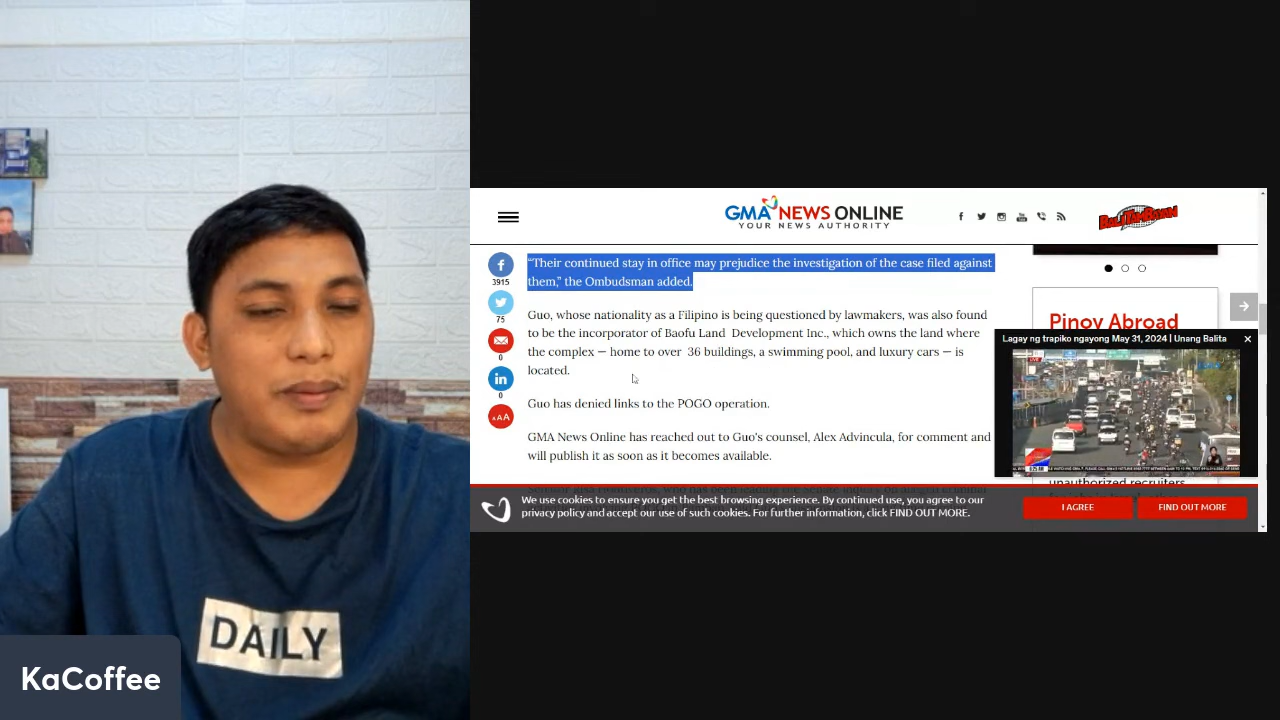 DAILY
KaCoffee
GMA NEWS ONLINE
YOUR NEWS AUTHORITY
BALITAMBAYAN
3915
75
0
0
AAA
“Their continued stay in office may prejudice the investigation of the case filed against
them,” the Ombudsman added.
Guo, whose nationality as a Filipino is being questioned by lawmakers, was also found
to be the incorporator of Baofu Land Development Inc., which owns the land where
the complex — home to over 36 buildings, a swimming pool, and luxury cars — is
located.
Guo has denied links to the POGO operation.
GMA News Online has reached out to Guo's counsel, Alex Advincula, for comment and
will publish it as soon as it becomes available.
Pinoy Abroad
Lagay ng trapiko ngayong May 31, 2024 | Unang Balita
LIVE
unauthorized recruiters
We use cookies to ensure you get the best browsing experience. By continued use, you agree to our
privacy policy and accept our use of such cookies. For further information, click FIND OUT MORE.
I AGREE
FIND OUT MORE